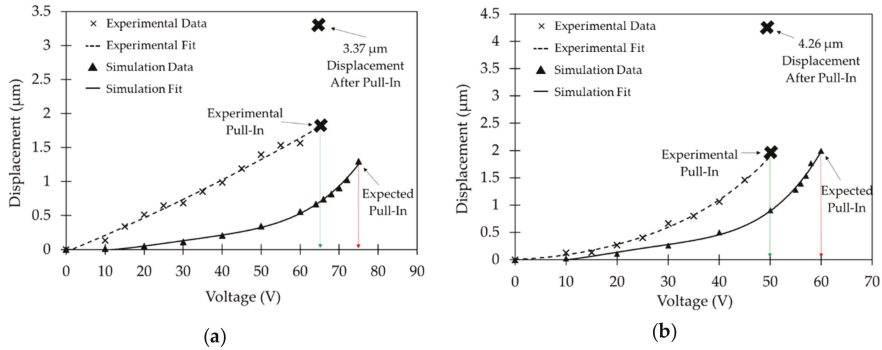 3.5
3
2.5
2
1.5
1
0.5
0
Displacement (µm)
Experimental Data
Experimental Fit
Simulation Data
Simulation Fit
3.37 µm
Displacement
After Pull-In
Experimental
Pull-In
Expected
Pull-In
0 10 20 30 40 50 60 70 80 90
Voltage (V)
(a)
4.5
4
3.5
3
2.5
2
1.5
1
0.5
0
Displacement (µm)
Experimental Data
Experimental Fit
Simulation Data
Simulation Fit
4.26 µm
Displacement
After Pull-In
Experimental
Pull-In
Expected
Pull-In
0 10 20 30 40 50 60 70
Voltage (V)
(b)